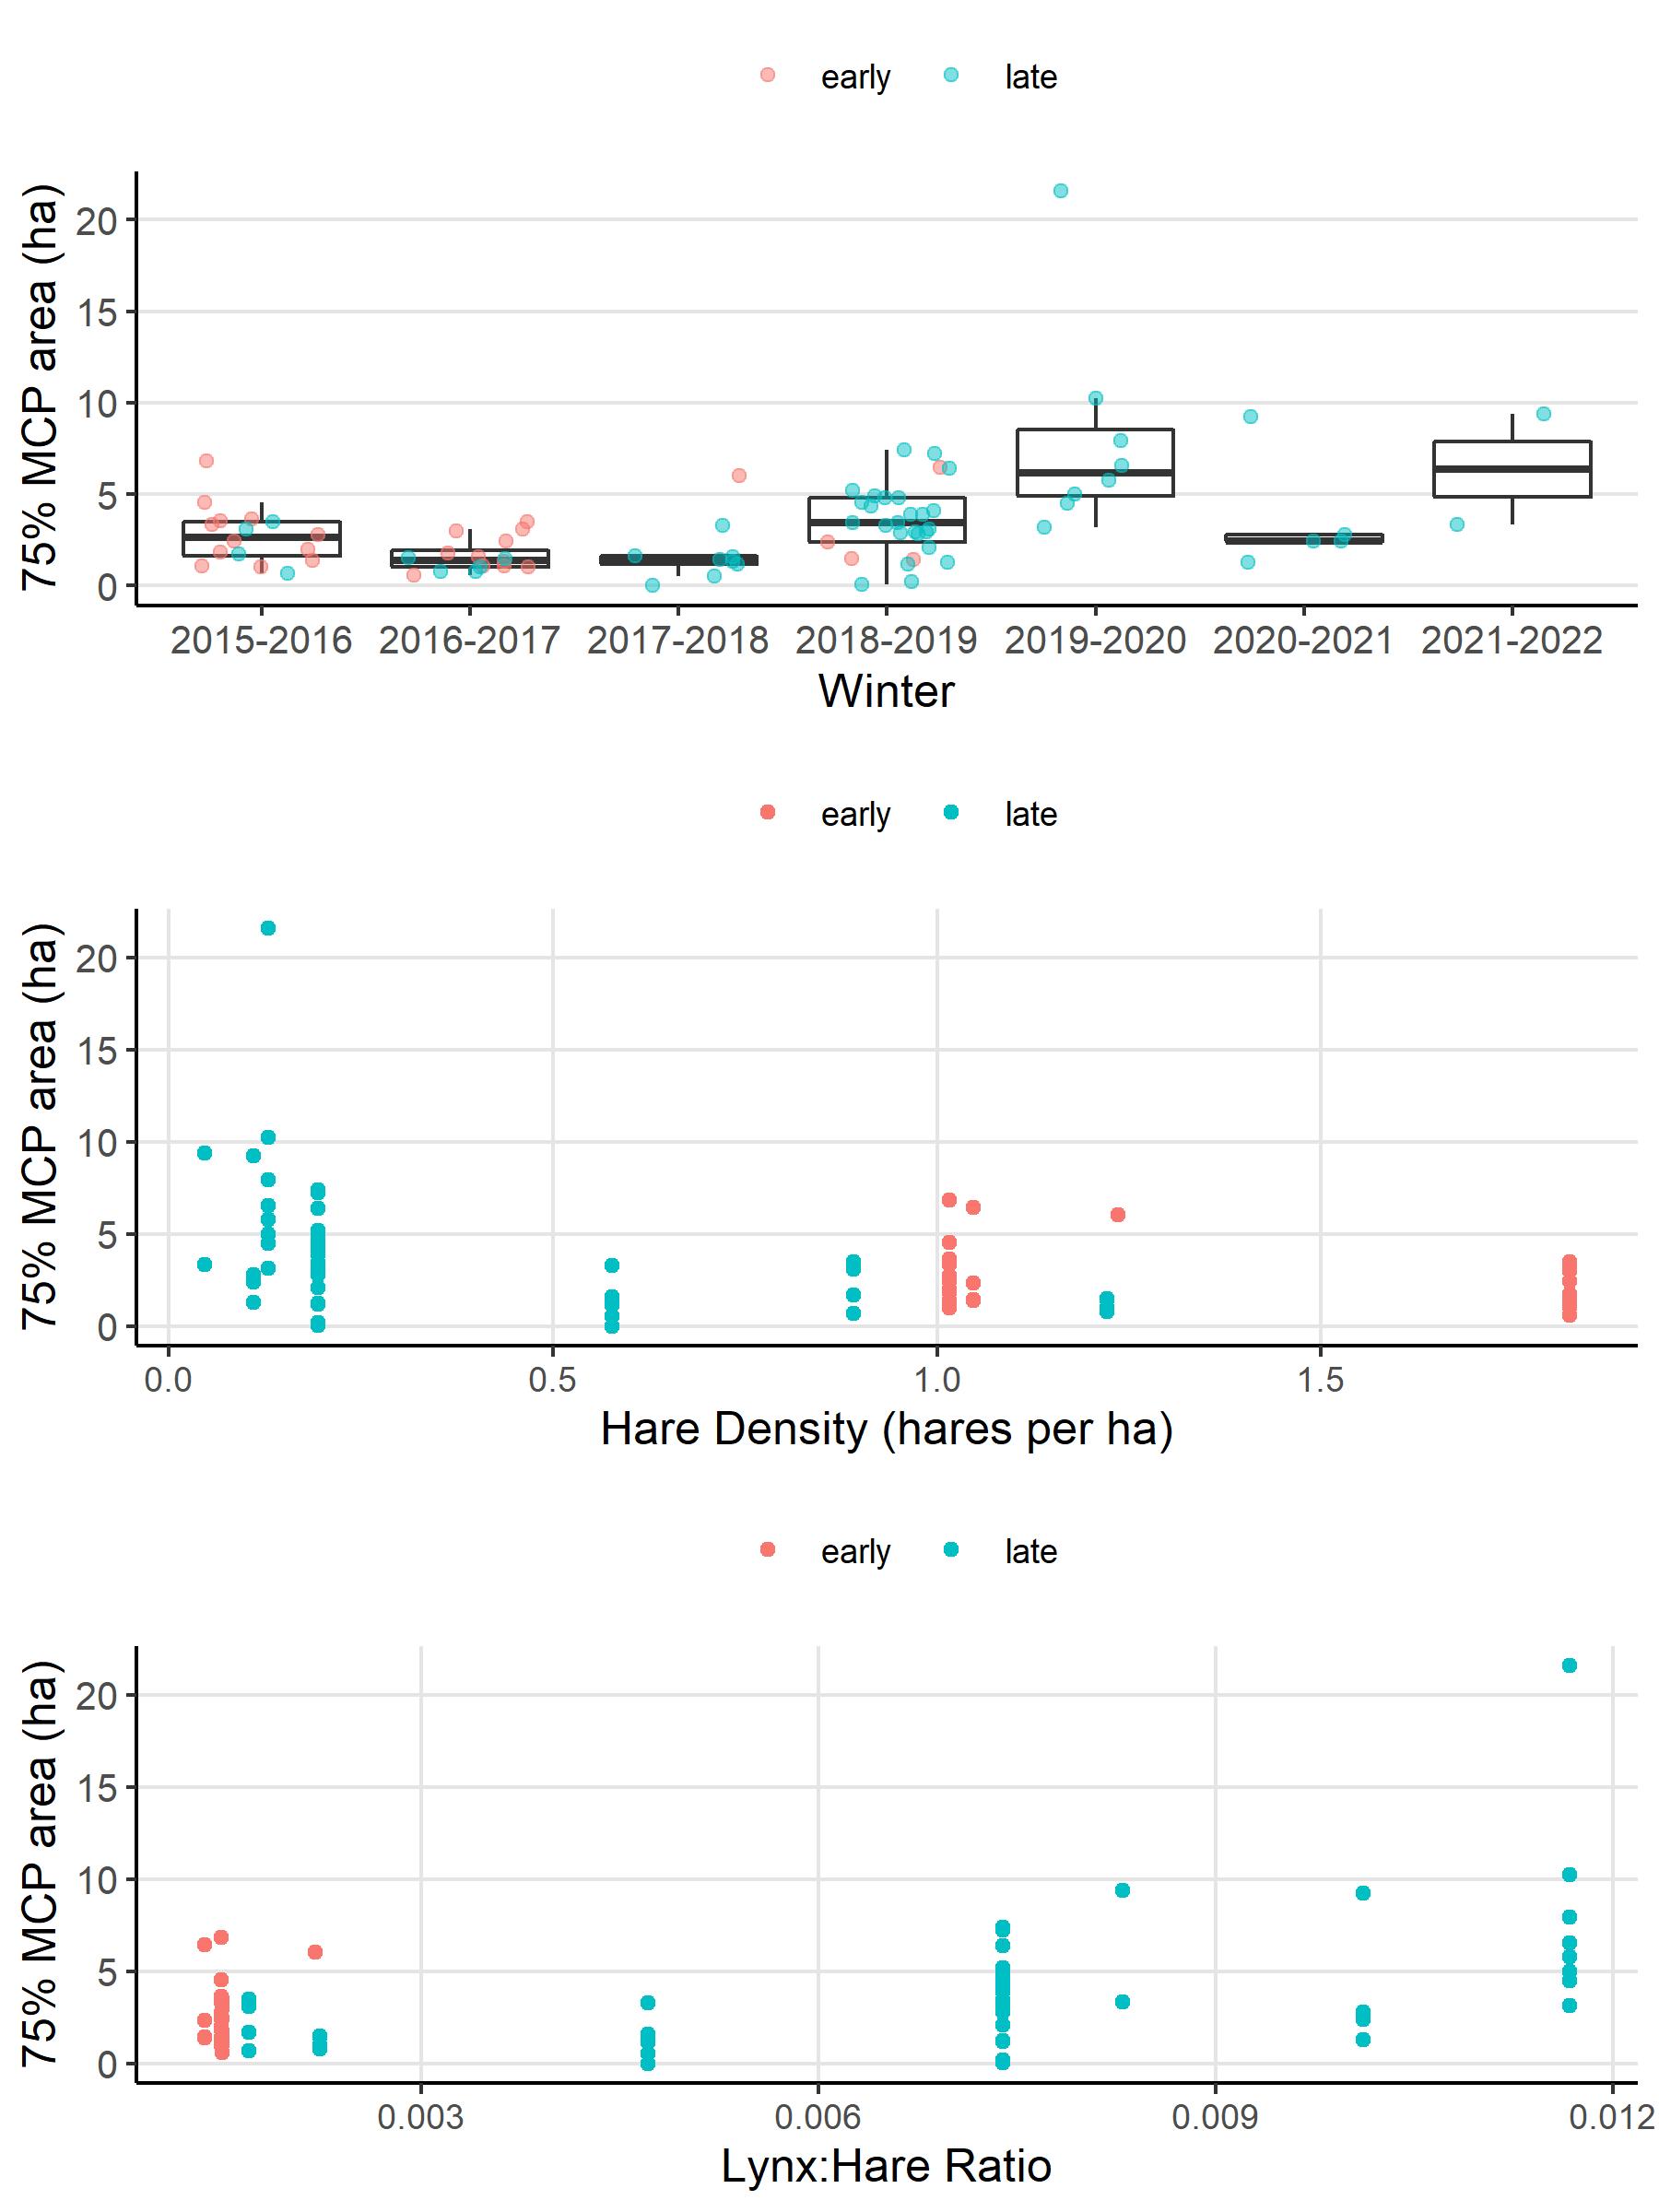 early late
75% MCP area (ha)
20
15
10
5
0
2015-2016 2016-2017 2017-2018 2018-2019 2019-2020 2020-2021 2021-2022
Winter
early late
75% MCP area (ha)
20
15
10
5
0
0.0 0.5 1.0 1.5
Hare Density (hares per ha)
early late
75% MCP area (ha)
20
15
10
5
0
0.003 0.006 0.009 0.012
Lynx:Hare Ratio